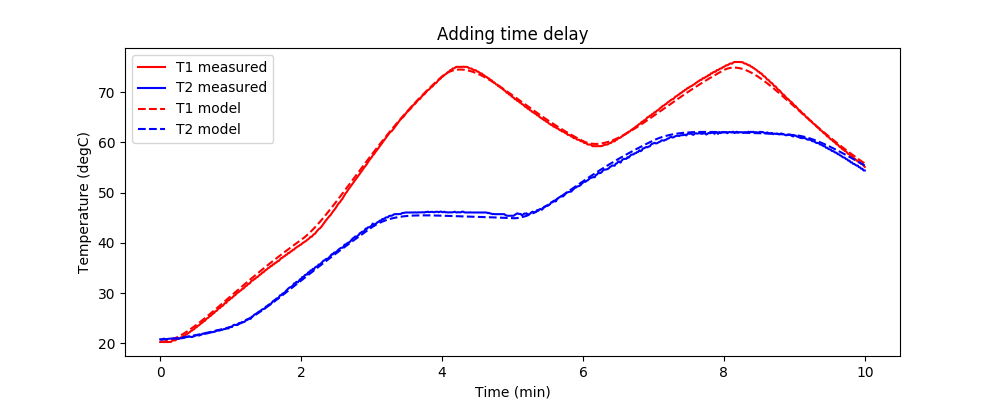 Adding time delay
T1 measured
T2 measured
T1 model
T2 model
Temperature (degC)
70
60
50
40
30
20
0 2 4 6 8 10
Time (min)